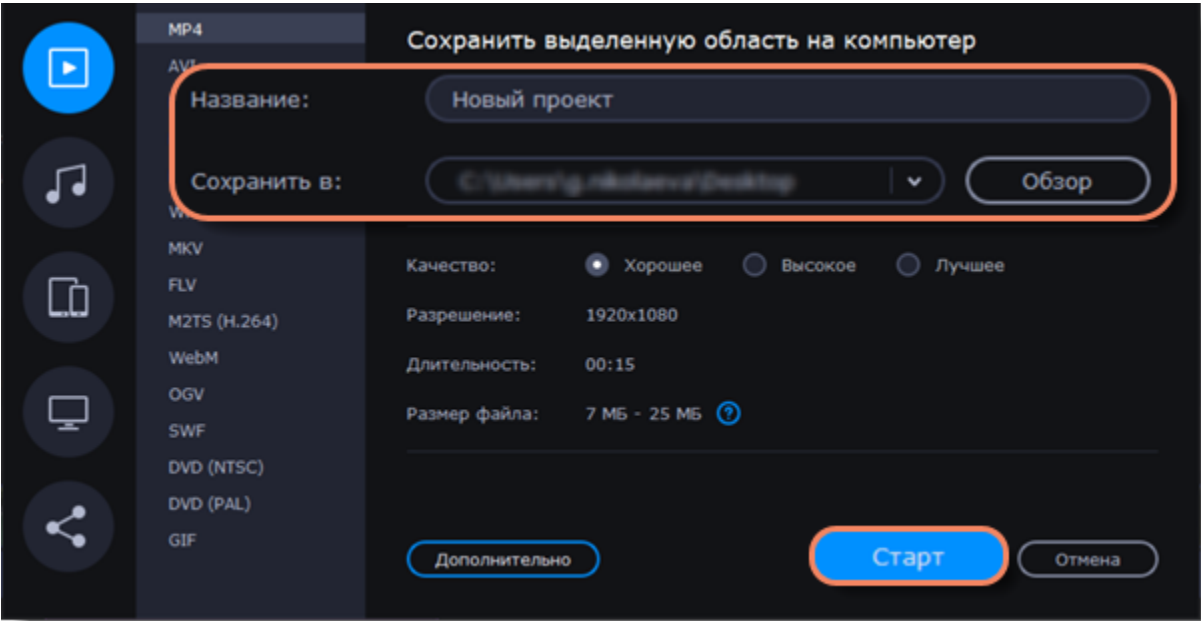 MP4
AVI
Сохранить выделенную область на компьютер
Название:
Новый проект
Сохранить в:
Обзор
MKV
FLV
M2TS (H.264)
WebM
OGV
SWF
DVD (NTSC)
DVD (PAL)
GIF
Качество: Хорошее Высокое Лучшее
Разрешение: 1920x1080
Длительность: 00:15
Размер файла: 7 МБ - 25 МБ ?
Дополнительно
Старт
Отмена